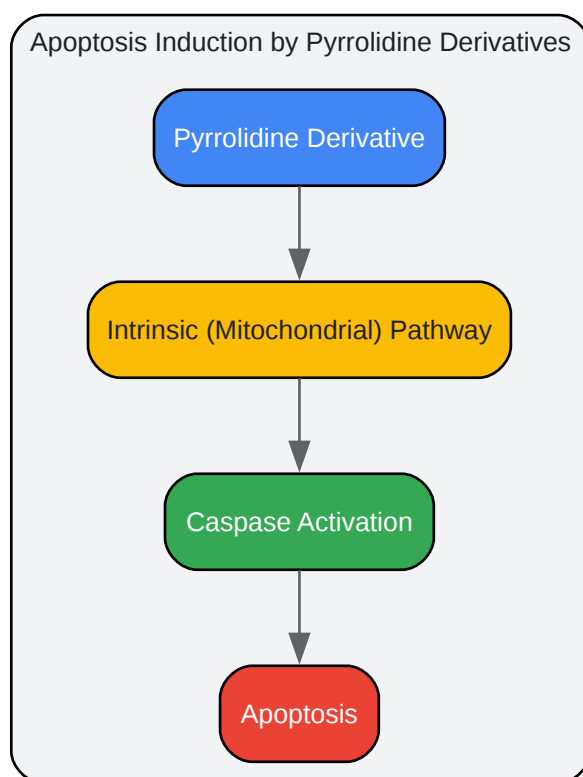 Apoptosis Induction by Pyrrolidine Derivatives
Pyrrolidine Derivative
Intrinsic (Mitochondrial) Pathway
Caspase Activation
Apoptosis